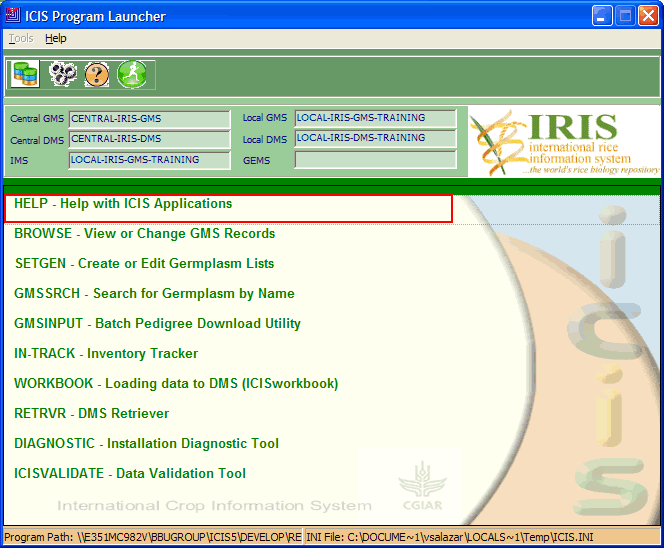 ICIS Program Launcher
Tools Help
Central GMS CENTRAL-IRIS-GMS Local GMS LOCAL-IRIS-GMS-TRAINING
Central DMS CENTRAL-IRIS-DMS Local DMS LOCAL-IRIS-DMS-TRAINING
IMS LOCAL-IRIS-GMS-TRAINING GEMS
IRIS
international rice
information system
...the world's rice biology repository
HELP - Help with ICIS Applications
BROWSE - View or Change GMS Records
SETGEN - Create or Edit Germplasm Lists
GMSSRCH - Search for Germplasm by Name
GMSINPUT - Batch Pedigree Download Utility
IN-TRACK - Inventory Tracker
WORKBOOK - Loading data to DMS (ICISworkbook)
RETRVR - DMS Retriever
DIAGNOSTIC - Installation Diagnostic Tool
ICISVALIDATE - Data Validation Tool
icis
International Crop Information System
CGIAR
Program Path: \\E351MC982V\BBUGROUP\ICIS5\DEVELOP\RE INI File: C:\DOCUME~1\vsalazar\LOCALS~1\Temp\ICIS.INI